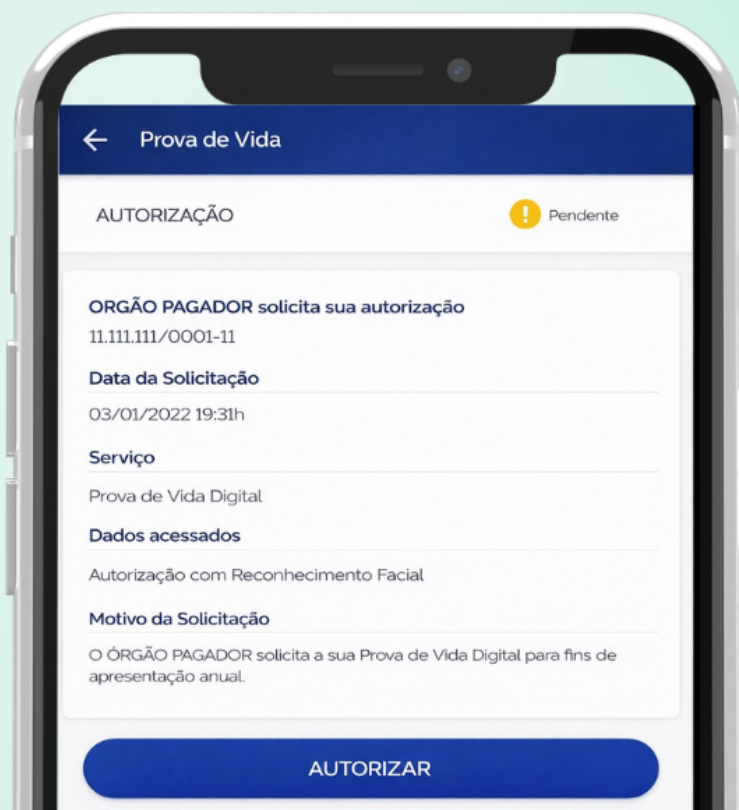 Prova de Vida
AUTORIZAÇÃO
! Pendente
ORGÃO PAGADOR solicita sua autorização
11.111.111/0001-11
Data da Solicitação
03/01/2022 19:31h
Serviço
Prova de Vida Digital
Dados acessados
Autorização com Reconhecimento Facial
Motivo da Solicitação
O ÓRGÃO PAGADOR solicita a sua Prova de Vida Digital para fins de
apresentação anual.
AUTORIZAR